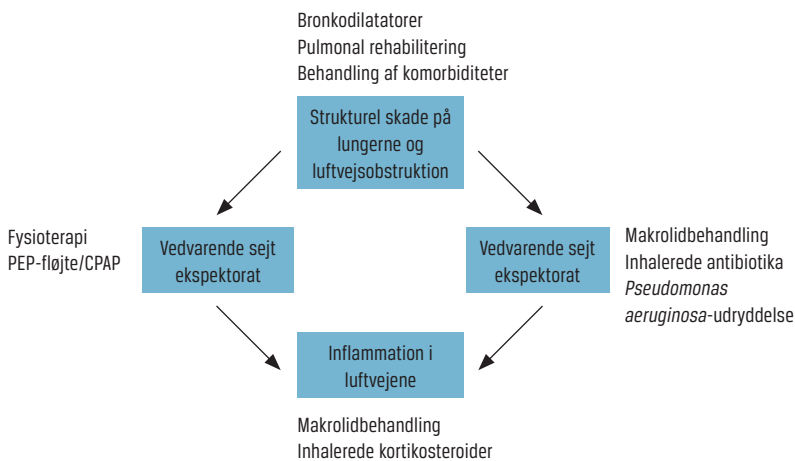 Bronkodilatatorer
Pulmonal rehabilitering
Behandling af komorbiditeter
Strukturel skade på
lungerne og
luftvejsobstruktion
Fysioterapi
PEP-fløjte/CPAP
Vedvarende sejt
ekspektorat
Vedvarende sejt
ekspektorat
Makrolidbehandling
Inhalerede antibiotika
Pseudomonas
aeruginosa-udryddelse
Inflammation i
luftvejene
Makrolidbehandling
Inhalerede kortikosteroider